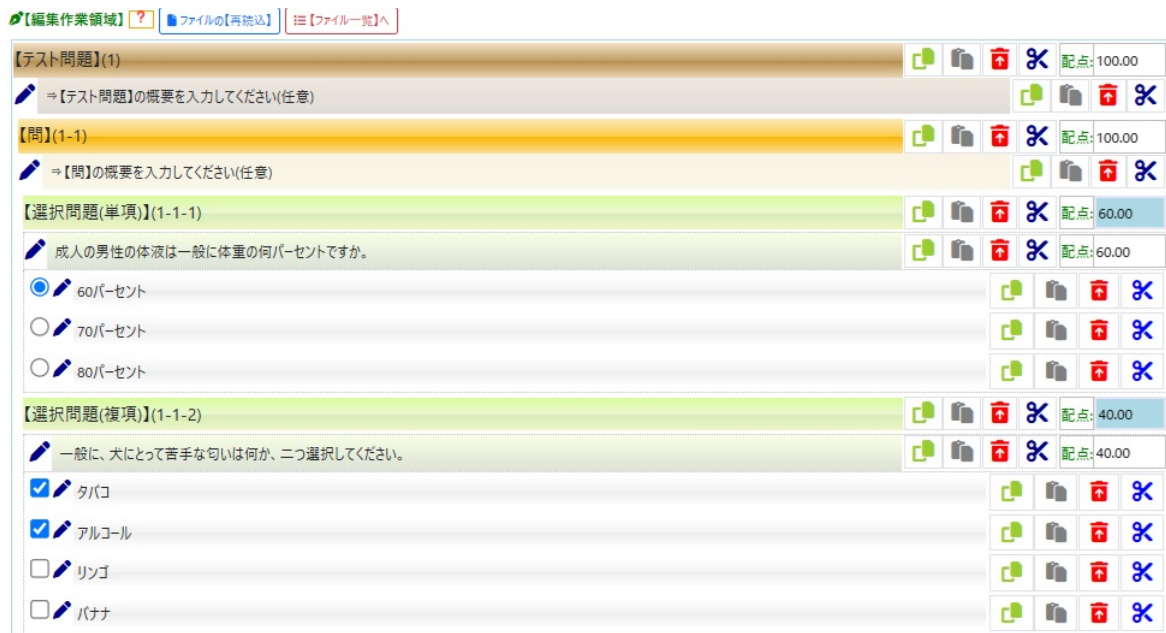 【編集作業領域】 ? ファイルの【再読込】 【ファイル一覧】へ
【テスト問題】(1) 配点:100.00
⇒【テスト問題】の概要を入力してください(任意)
【問】(1-1) 配点:100.00
⇒【問】の概要を入力してください(任意)
【選択問題(単項)】(1-1-1) 配点:60.00
成人の男性の体液は一般に体重の何パーセントですか。 配点:60.00
60パーセント
70パーセント
80パーセント
【選択問題(複項)】(1-1-2) 配点:40.00
一般に、犬にとって苦手な匂いは何か、二つ選択してください。 配点:40.00
タバコ
アルコール
リンゴ
バナナ